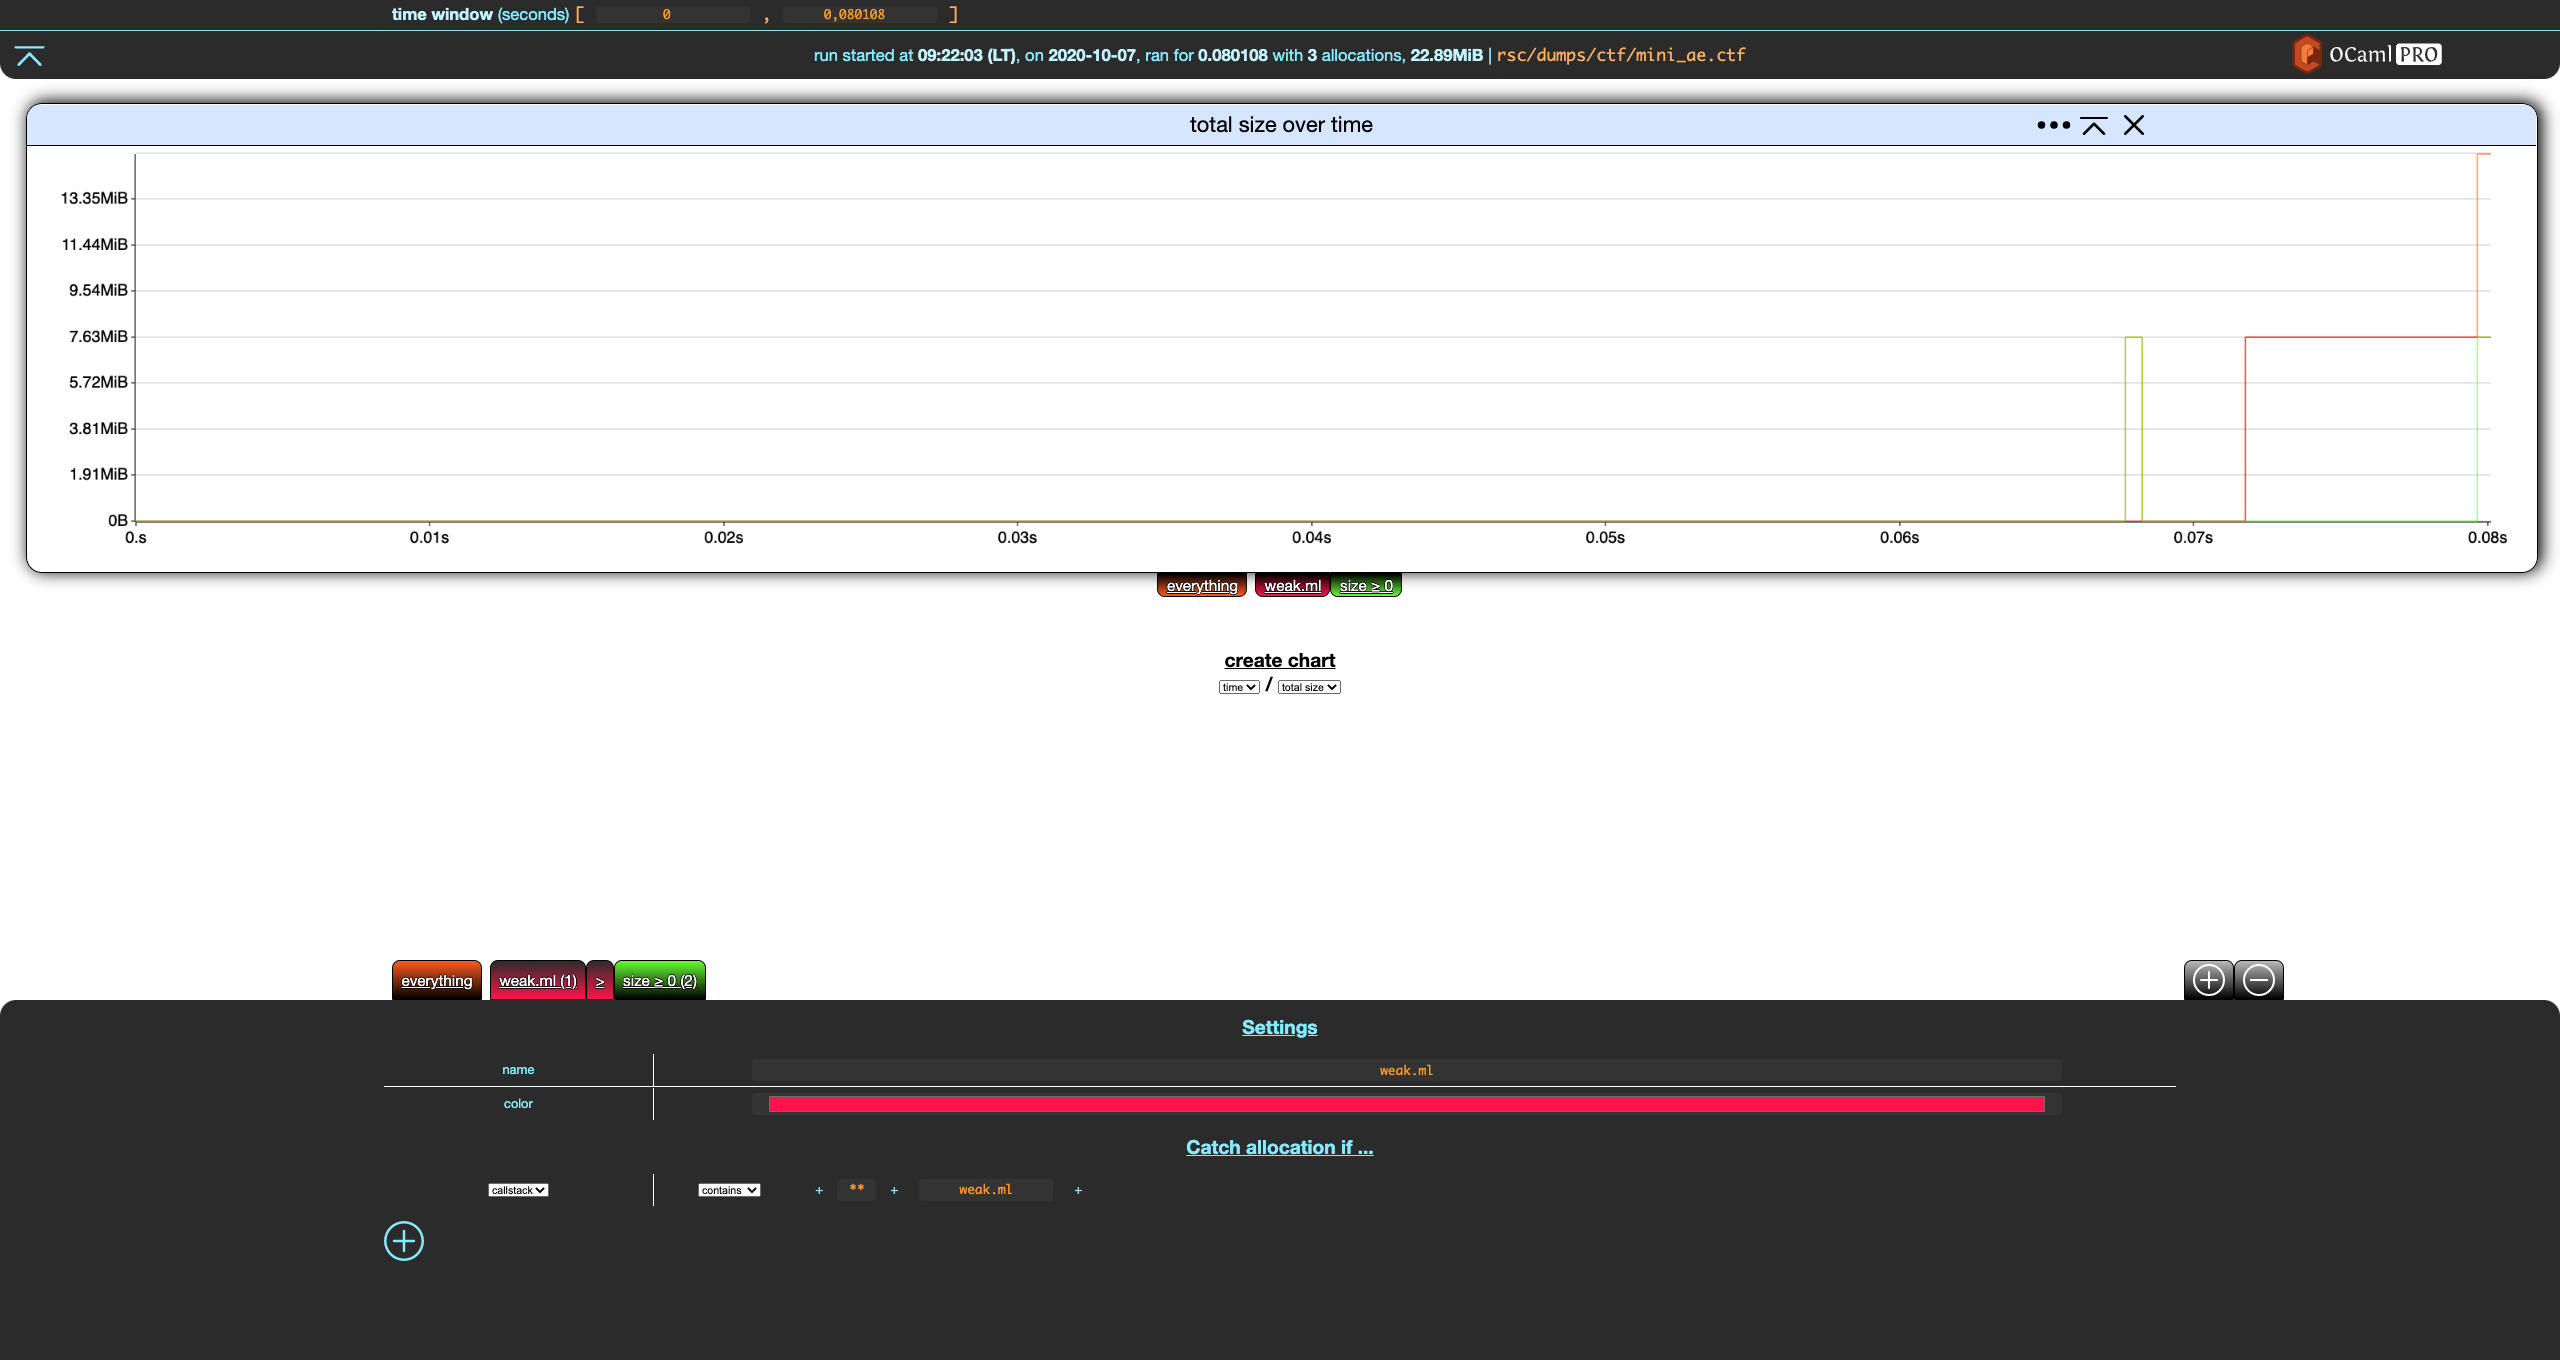 time window (seconds) [ 0 , 0,080108 ]
run started at 09:22:03 (LT), on 2020-10-07, ran for 0.080108 with 3 allocations, 22.89MiB | rsc/dumps/ctf/mini_ae.ctf
OCaml PRO
total size over time
13.35MiB
11.44MiB
9.54MiB
7.63MiB
5.72MiB
3.81MiB
1.91MiB
0B
0.s 0.01s 0.02s 0.03s 0.04s 0.05s 0.06s 0.07s 0.08s
everything weak.ml size ≥ 0
create chart
time / total size
everything weak.ml (1) > size ≥ 0 (2)
Settings
name weak.ml
color
Catch allocation if ...
callstack contains + ** + weak.ml +